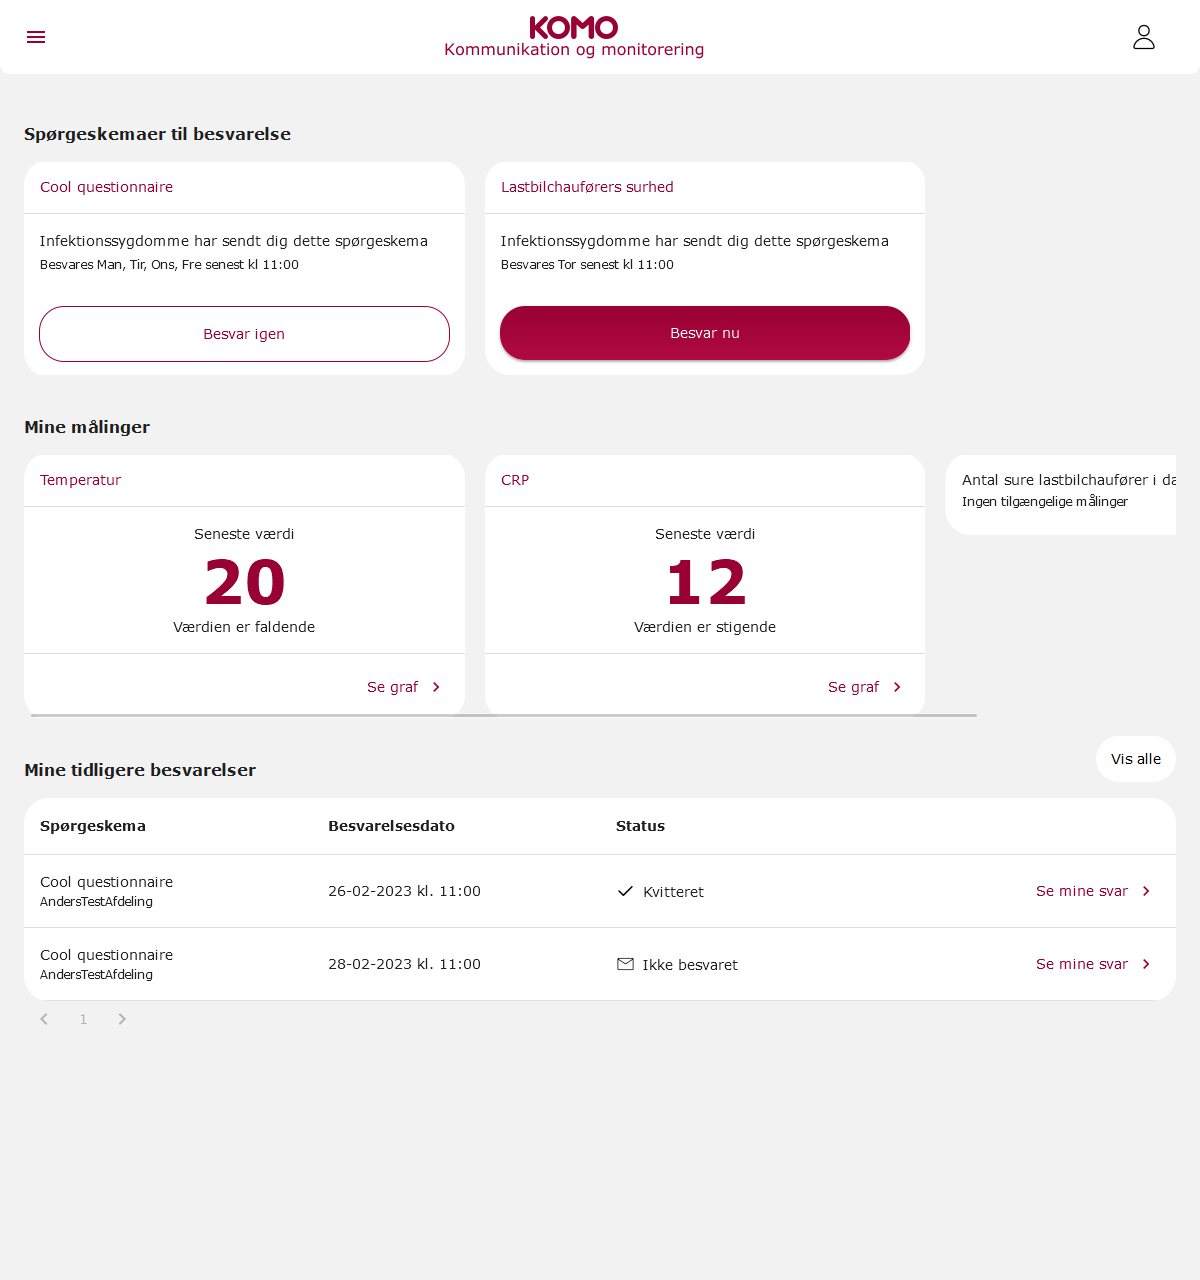 KOMO
Kommunikation og monitorering
Spørgeskemaer til besvarelse
Cool questionnaire
Infektionssygdomme har sendt dig dette spørgeskema
Besvares Man, Tir, Ons, Fre senest kl 11:00
Besvar igen
Lastbilchauførers surhed
Infektionssygdomme har sendt dig dette spørgeskema
Besvares Tor senest kl 11:00
Besvar nu
Mine målinger
Temperatur
Seneste værdi
20
Værdien er faldende
Se graf
CRP
Seneste værdi
12
Værdien er stigende
Se graf
Antal sure lastbilchaufører i da
Ingen tilgængelige målinger
Mine tidligere besvarelser
Vis alle
Spørgeskema Besvarelsesdato Status
Cool questionnaire
AndersTestAfdeling
26-02-2023 kl. 11:00
Kvitteret
Se mine svar
Cool questionnaire
AndersTestAfdeling
28-02-2023 kl. 11:00
Ikke besvaret
Se mine svar
1